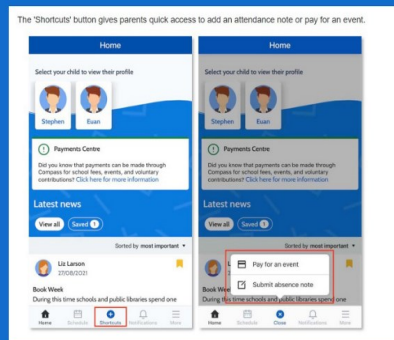 The 'Shortcuts' button gives parents quick access to add an attendance note or pay for an event.
Home
Select your child to view their profile
Stephen Euan
Payments Centre
Did you know that payments can be made through
Compass for school fees, events, and voluntary
contributions? Click here for more information
Latest news
View all Saved 1
Sorted by most important
Liz Larson
27/08/2021
Book Week
During this time schools and public libraries spend one
Home Schedule Shortcuts Notifications More
Home
Select your child to view their profile
Stephen Euan
Payments Centre
Did you know that payments can be made through
Compass for school fees, events, and voluntary
contributions? Click here for more information
Latest news
View all Saved 1
Sorted by most important
Pay for an event
Submit absence note
Book
During this time schools and public libraries spend one
Home Schedule Close Notifications More